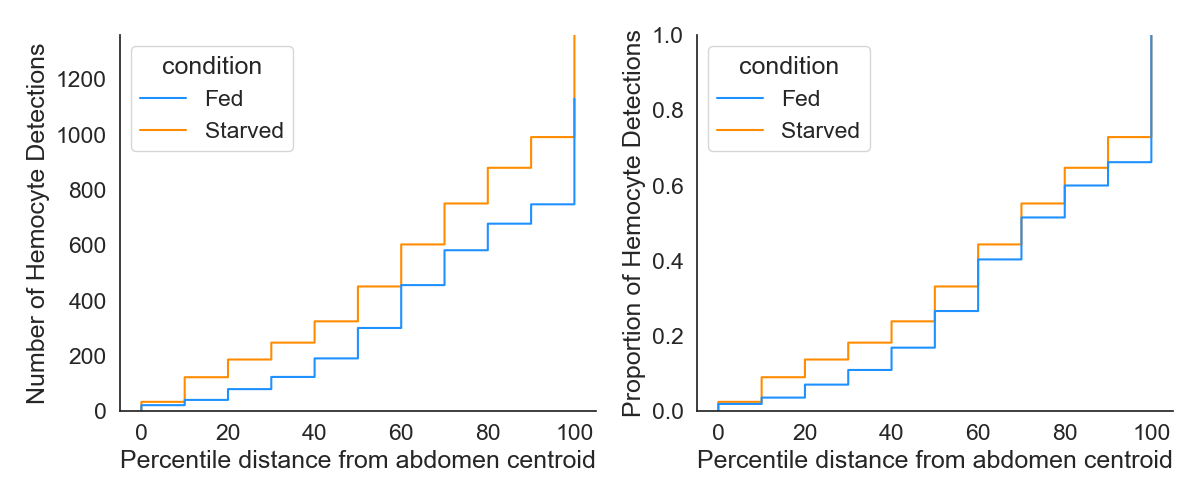 Number of Hemocyte Detections
1200
1000
800
600
400
200
0
condition
Fed
Starved
0 20 40 60 80 100
Percentile distance from abdomen centroid
Proportion of Hemocyte Detections
1.0
0.8
0.6
0.4
0.2
0.0
condition
Fed
Starved
0 20 40 60 80 100
Percentile distance from abdomen centroid